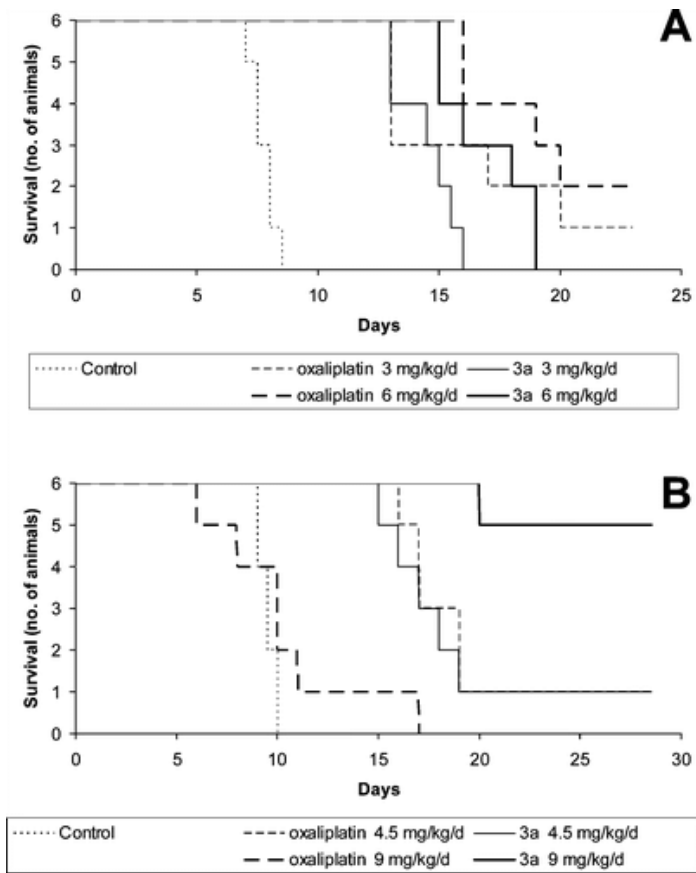 A
Survival (no. of animals)
6
5
4
3
2
1
0
0 5 10 15 20 25
Days
Control oxaliplatin 3 mg/kg/d 3a 3 mg/kg/d
oxaliplatin 6 mg/kg/d 3a 6 mg/kg/d
B
Survival (no. of animals)
6
5
4
3
2
1
0
0 5 10 15 20 25 30
Days
Control oxaliplatin 4.5 mg/kg/d 3a 4.5 mg/kg/d
oxaliplatin 9 mg/kg/d 3a 9 mg/kg/d